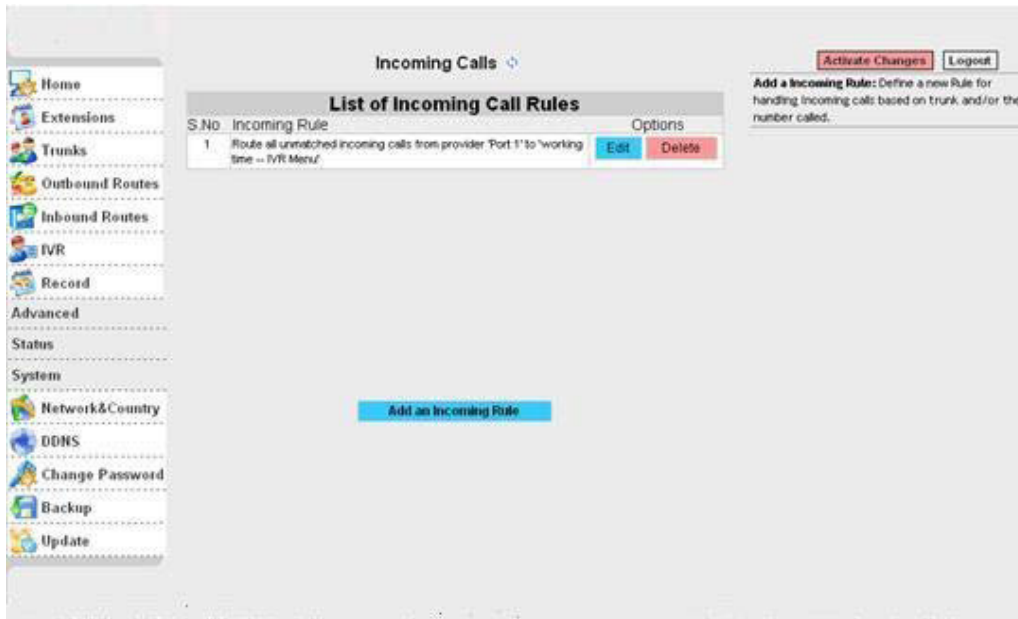 Incoming Calls
Activate Changes
Logout
Add a Incoming Rule: Define a new Rule for
handling Incoming calls based on trunk and/or the
number called.
List of Incoming Call Rules
S.No Incoming Rule Options
1 Route all unmatched incoming calls from provider 'Port 1' to 'working
time -- IVR Menu'
Edit Delete
Home
Extensions
Trunks
Outbound Routes
Inbound Routes
IVR
Record
Advanced
Status
System
Network&Country
DDNS
Change Password
Backup
Update
Add an Incoming Rule